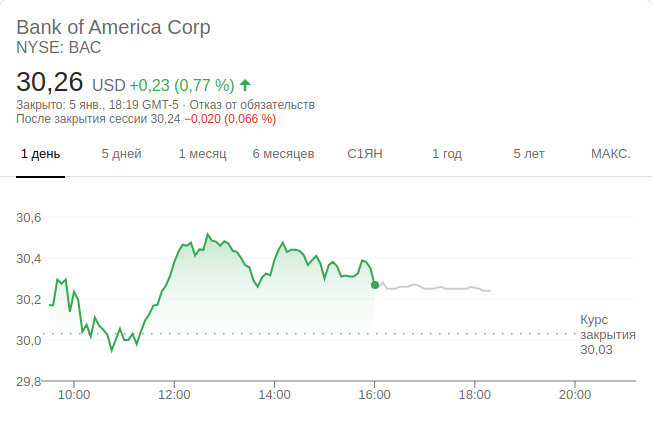 Bank of America Corp
NYSE: BAC
30,26 USD +0,23 (0,77 %)
Закрыто: 5 янв., 18:19 GMT-5 · Отказ от обязательств
После закрытия сессии 30,24 −0,020 (0,066 %)
1 день 5 дней 1 месяц 6 месяцев С1ЯН 1 год 5 лет МАКС.
30,6
30,4
30,2
30,0
29,8
Курс
закрытия
30,03
10:00 12:00 14:00 16:00 18:00 20:00